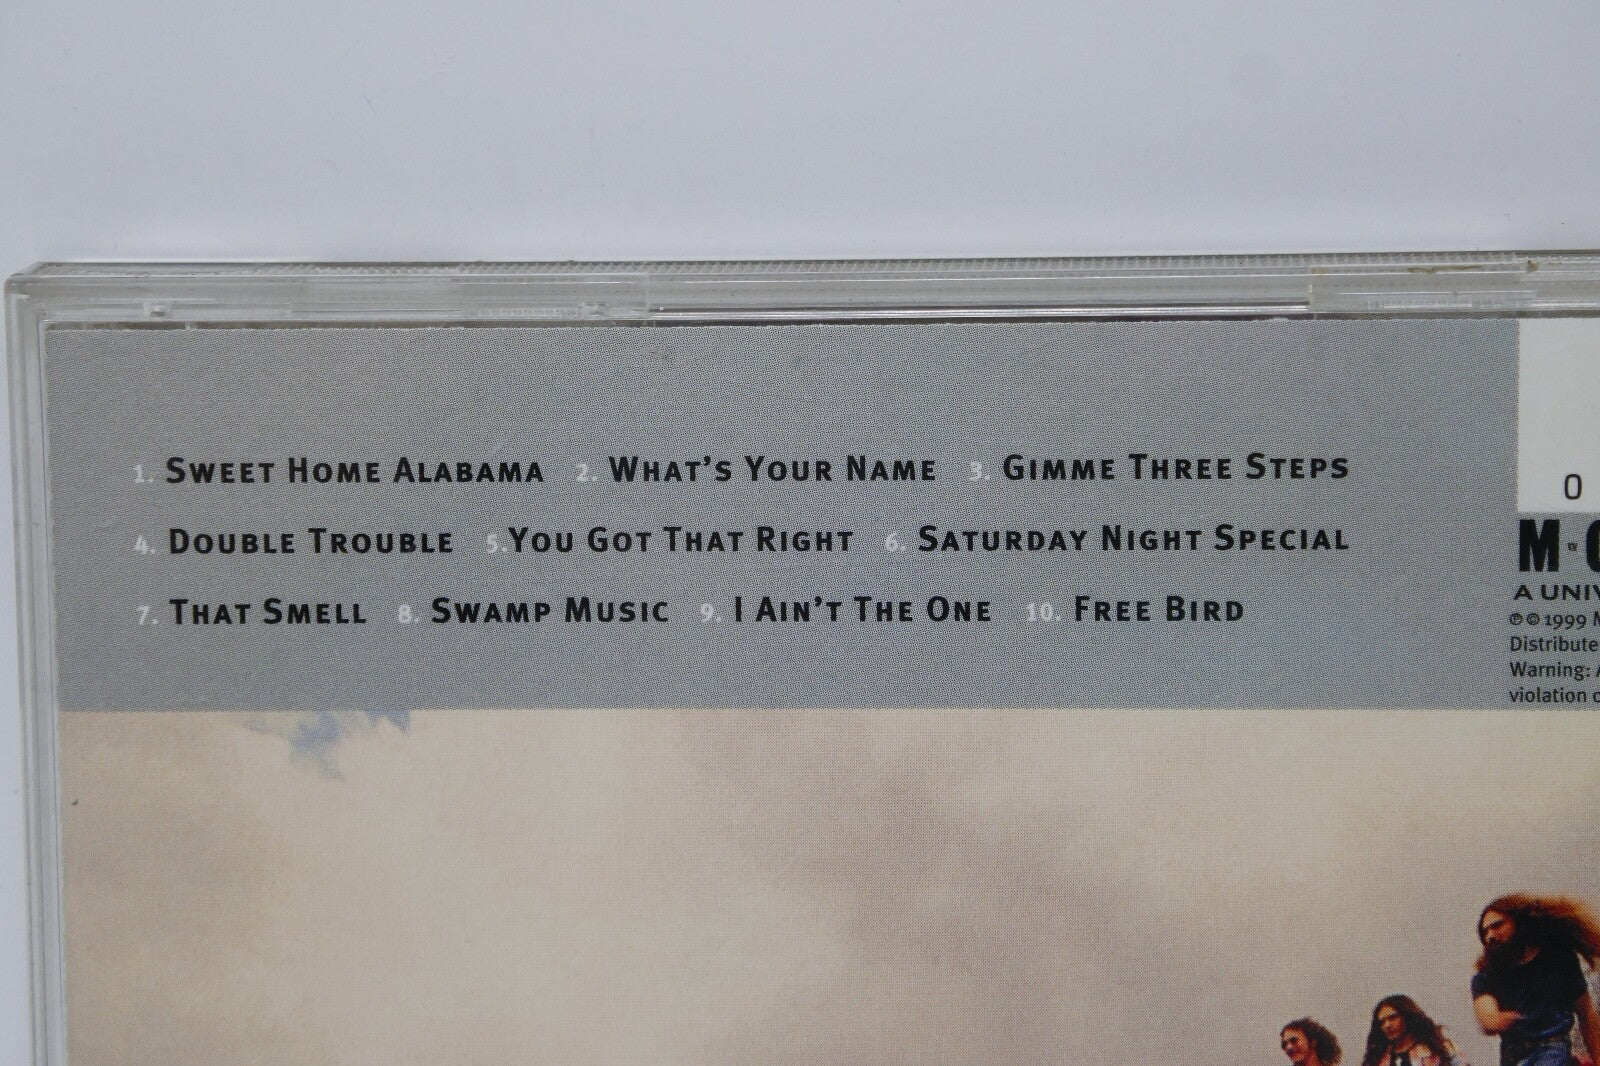 1. Sweet Home Alabama 2. What's Your Name 3. Gimme Three Steps
4. Double Trouble 5. You Got That Right 6. Saturday Night Special
7. That Smell 8. Swamp Music 9. I Ain't The One 10. Free Bird
0
M
A UNIV
℗ © 1999 M
Distribute
Warning: A
violation o